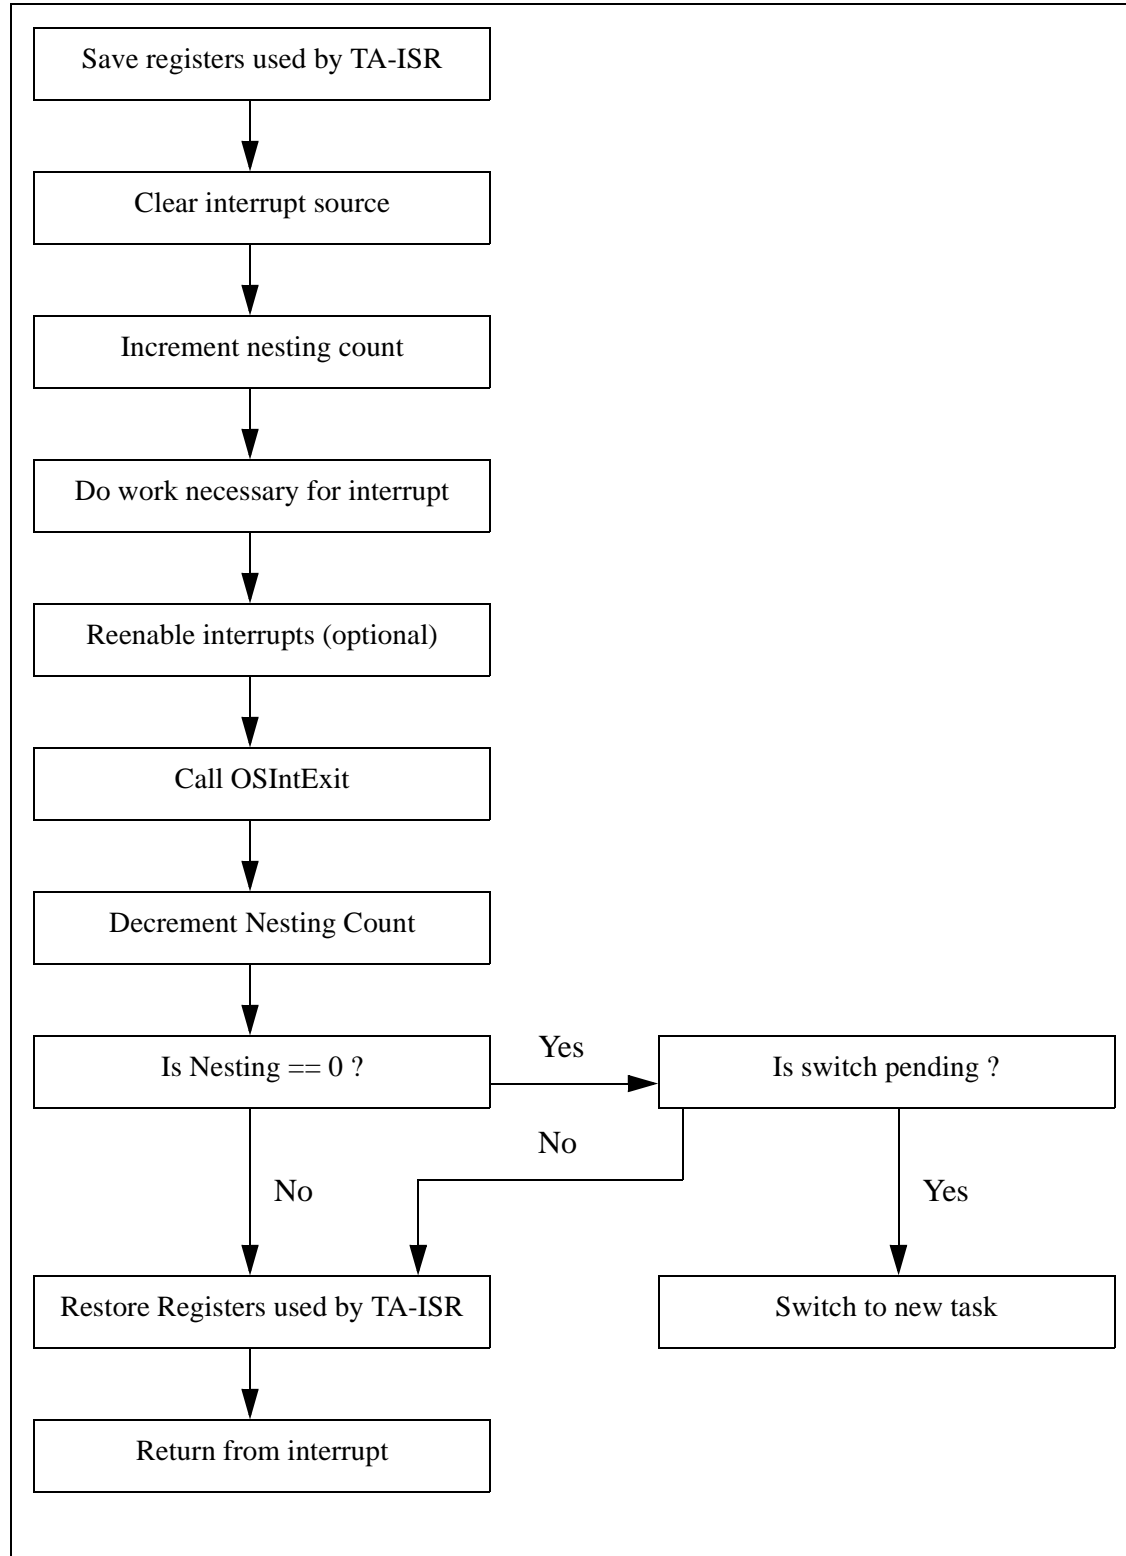 Save registers used by TA-ISR
Clear interrupt source
Increment nesting count
Do work necessary for interrupt
Reenable interrupts (optional)
Call OSIntExit
Decrement Nesting Count
Is Nesting == 0 ?
Yes
Is switch pending ?
No
No
Yes
Restore Registers used by TA-ISR
Switch to new task
Return from interrupt